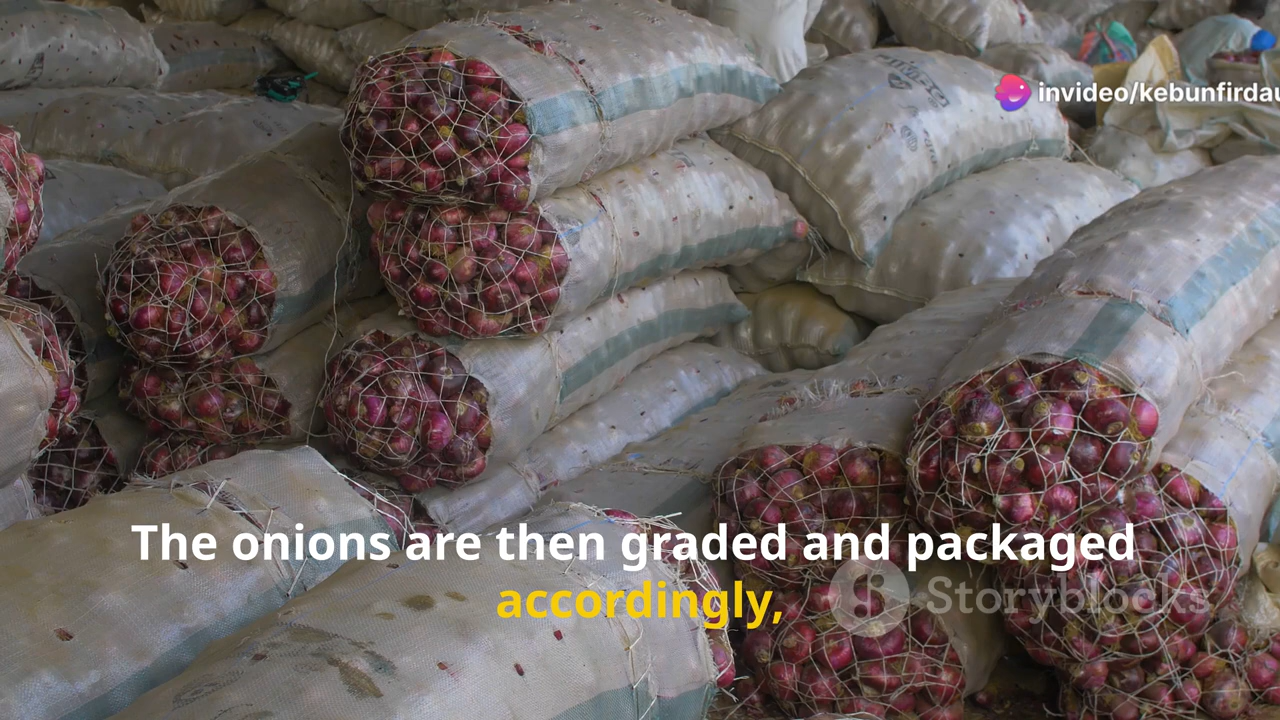 invideo/kebunfirdau
The onions are then graded and packaged
accordingly,
Storyblocks